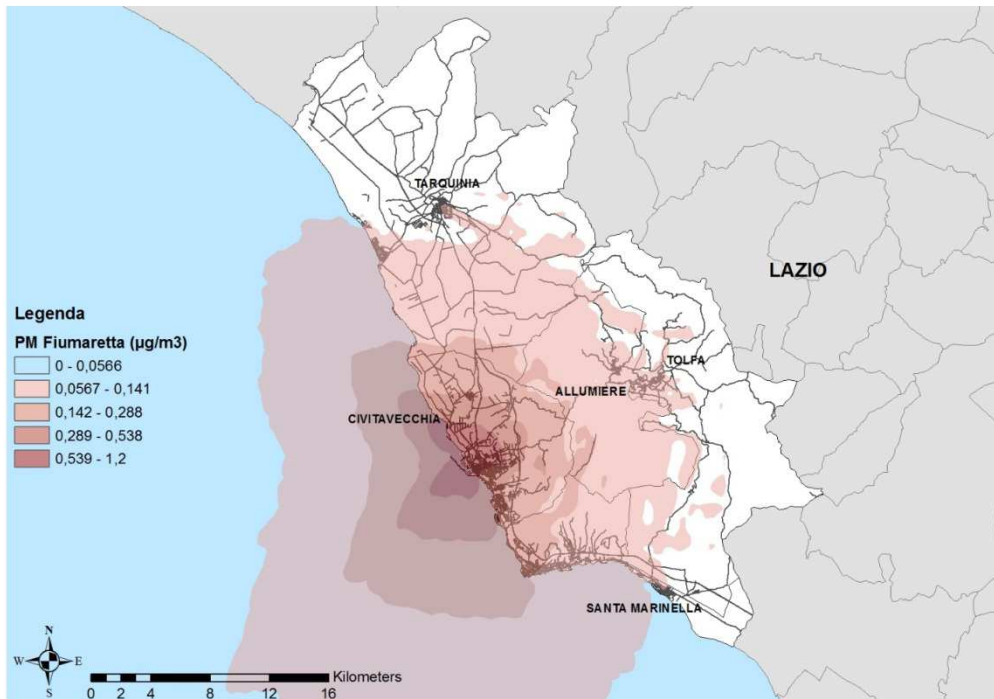 TARQUINIA
LAZIO
Legenda
PM Fiumaretta (µg/m3)
0 - 0,0566
0,0567 - 0,141
0,142 - 0,288
0,289 - 0,538
0,539 - 1,2
TOLFA
ALLUMIERE
CIVITAVECCHIA
SANTA MARINELLA
N
W E
S
Kilometers
0 2 4 8 12 16